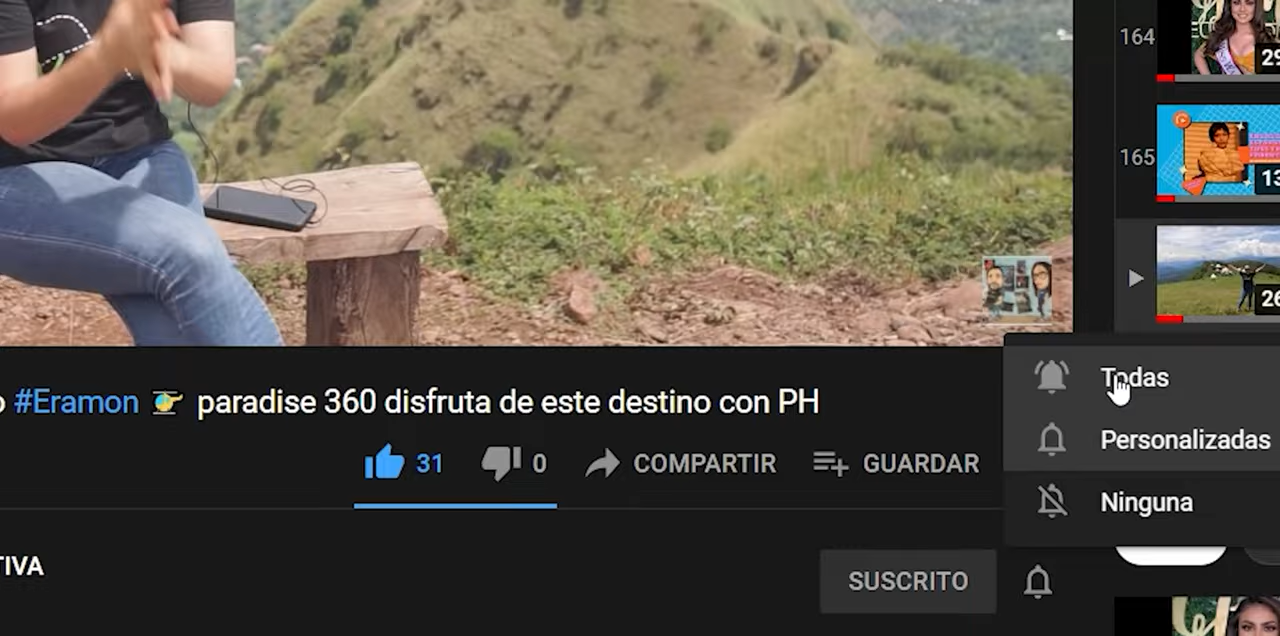 164
29
165
13
26
o #Eramon paradise 360 disfruta de este destino con PH
Todas
Personalizadas
Ninguna
31
0
COMPARTIR
GUARDAR
TIVA
SUSCRITO